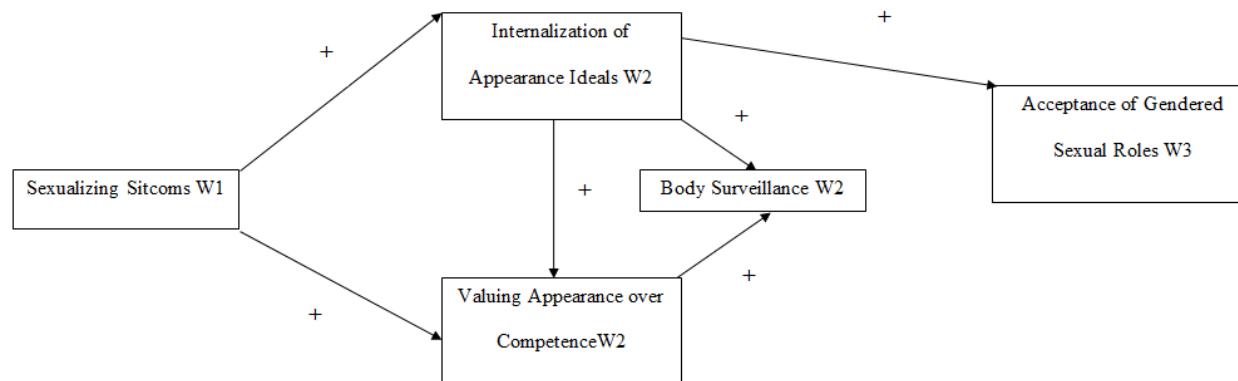 +
Internalization of
Appearance Ideals W2
+
Acceptance of Gendered
Sexual Roles W3
+
Sexualizing Sitcoms W1
+
Body Surveillance W2
+
Valuing Appearance over
CompetenceW2
+